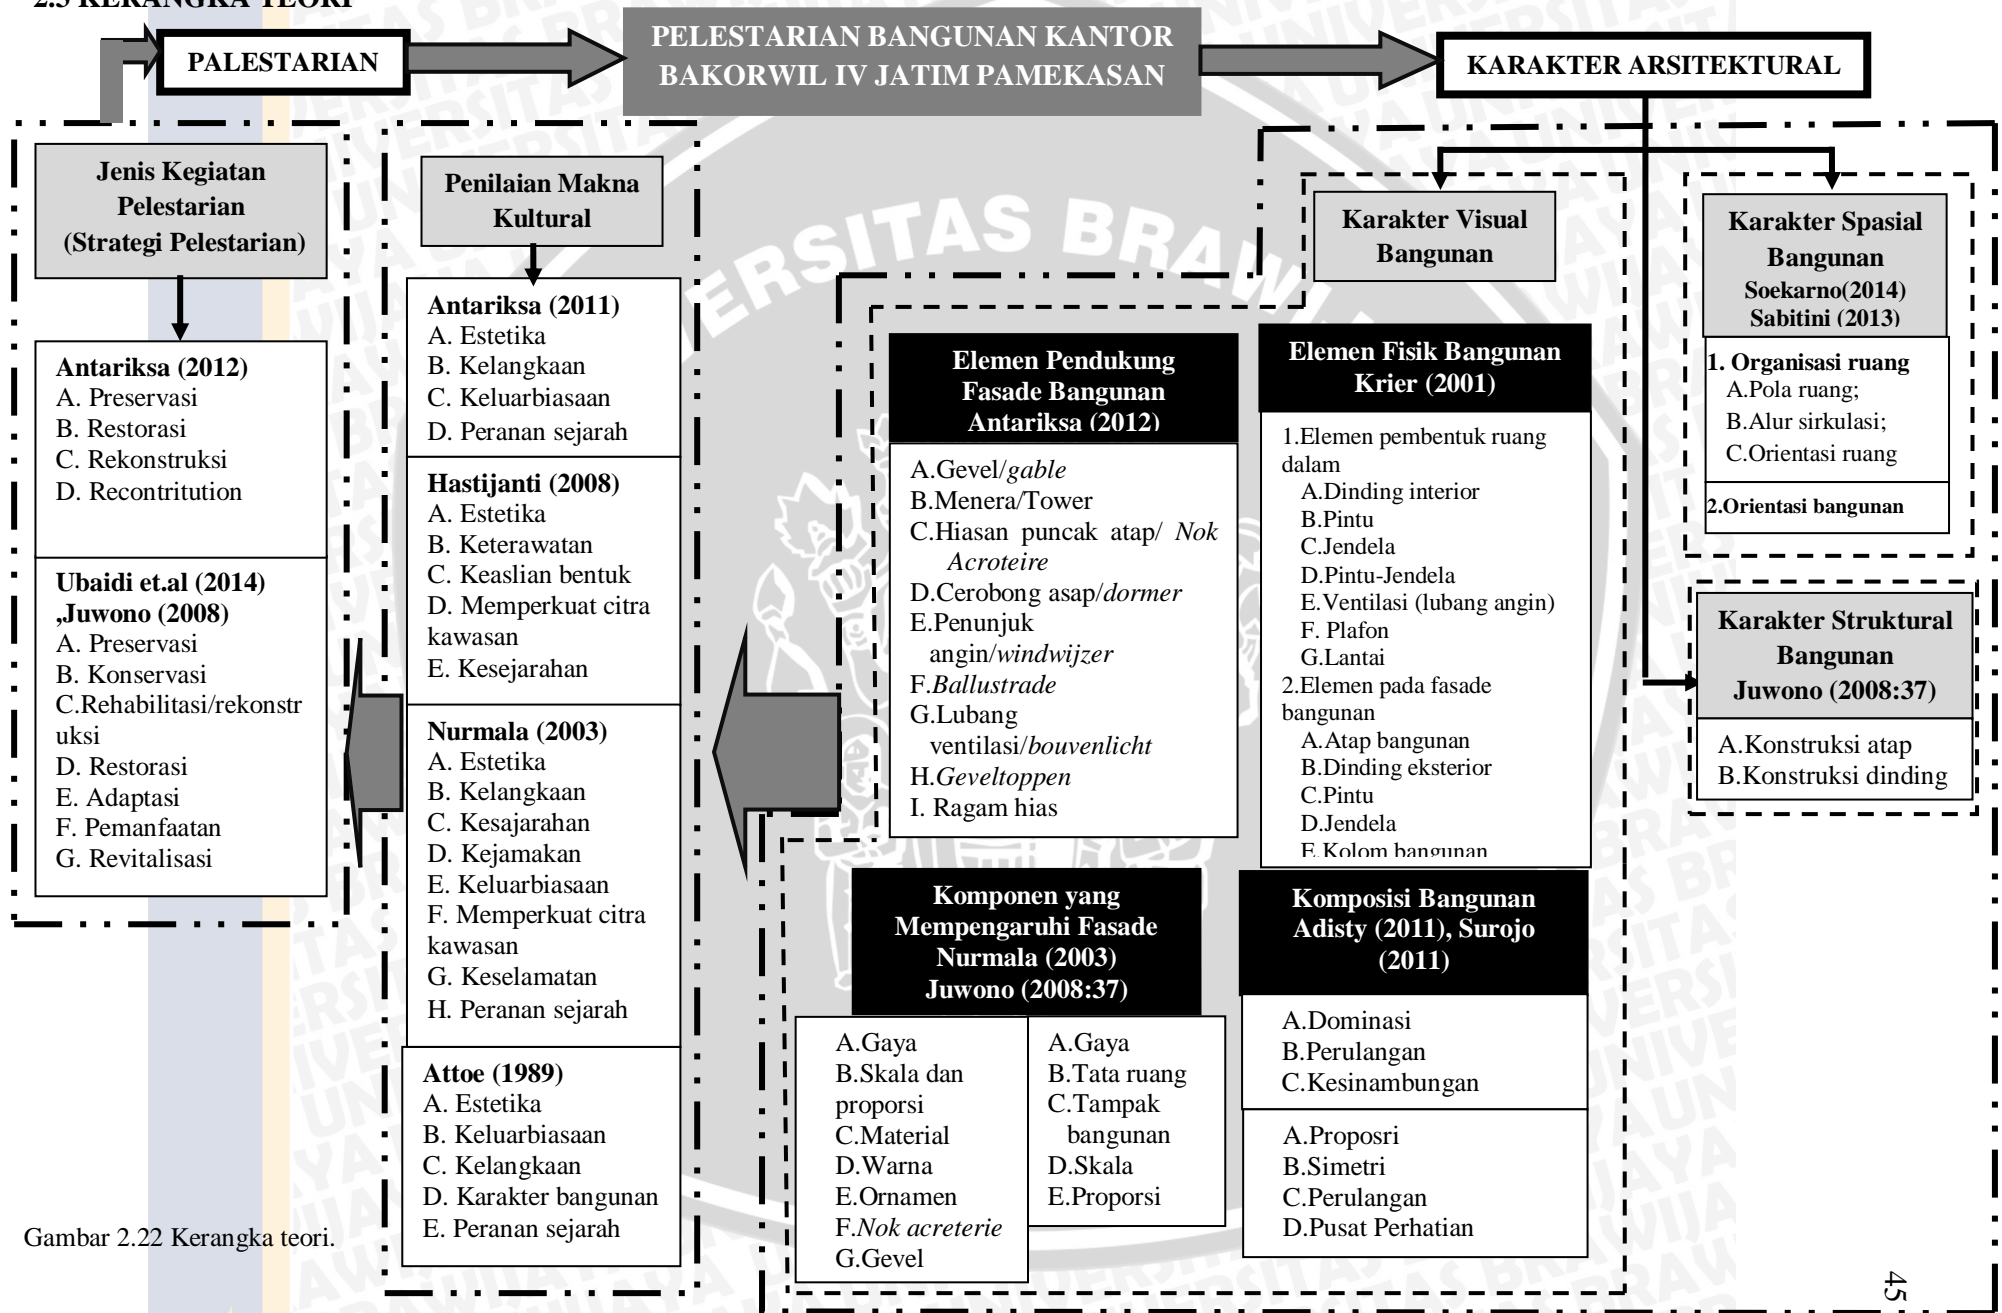 2.5 KERANGKA TEORI
PALESTARIAN
PELESTARIAN BANGUNAN KANTOR
BAKORWIL IV JATIM PAMEKASAN
KARAKTER ARSITEKTURAL
Jenis Kegiatan
Pelestarian
(Strategi Pelestarian)
Antariksa (2012)
A. Preservasi
B. Restorasi
C. Rekonstruksi
D. Recontritution
Ubaidi et.al (2014)
,Juwono (2008)
A. Preservasi
B. Konservasi
C.Rehabilitasi/rekonstr
uksi
D. Restorasi
E. Adaptasi
F. Pemanfaatan
G. Revitalisasi
Penilaian Makna
Kultural
Antariksa (2011)
A. Estetika
B. Kelangkaan
C. Keluarbiasaan
D. Peranan sejarah
Hastijanti (2008)
A. Estetika
B. Keterawatan
C. Keaslian bentuk
D. Memperkuat citra
kawasan
E. Kesejarahan
Nurmala (2003)
A. Estetika
B. Kelangkaan
C. Kesajarahan
D. Kejamakan
E. Keluarbiasaan
F. Memperkuat citra
kawasan
G. Keselamatan
H. Peranan sejarah
Attoe (1989)
A. Estetika
B. Keluarbiasaan
C. Kelangkaan
D. Karakter bangunan
E. Peranan sejarah
Karakter Visual
Bangunan
Elemen Pendukung
Fasade Bangunan
Antariksa (2012)
A.Gevel/gable
B.Menera/Tower
C.Hiasan puncak atap/ Nok
Acroteire
D.Cerobong asap/dormer
E.Penunjuk
angin/windwijzer
F.Ballustrade
G.Lubang
ventilasi/bouvenlicht
H.Geveltoppen
I. Ragam hias
Elemen Fisik Bangunan
Krier (2001)
1.Elemen pembentuk ruang
dalam
A.Dinding interior
B.Pintu
C.Jendela
D.Pintu-Jendela
E.Ventilasi (lubang angin)
F. Plafon
G.Lantai
2.Elemen pada fasade
bangunan
A.Atap bangunan
B.Dinding eksterior
C.Pintu
D.Jendela
E.Kolom bangunan
Komponen yang
Mempengaruhi Fasade
Nurmala (2003)
Juwono (2008:37)
A.Gaya
B.Skala dan
proporsi
C.Material
D.Warna
E.Ornamen
F.Nok acreterie
G.Gevel
A.Gaya
B.Tata ruang
C.Tampak
bangunan
D.Skala
E.Proporsi
Komposisi Bangunan
Adisty (2011), Surojo
(2011)
A.Dominasi
B.Perulangan
C.Kesinambungan
A.Proposri
B.Simetri
C.Perulangan
D.Pusat Perhatian
Karakter Spasial
Bangunan
Soekarno(2014)
Sabitini (2013)
1. Organisasi ruang
A.Pola ruang;
B.Alur sirkulasi;
C.Orientasi ruang
2.Orientasi bangunan
Karakter Struktural
Bangunan
Juwono (2008:37)
A.Konstruksi atap
B.Konstruksi dinding
Gambar 2.22 Kerangka teori.
45